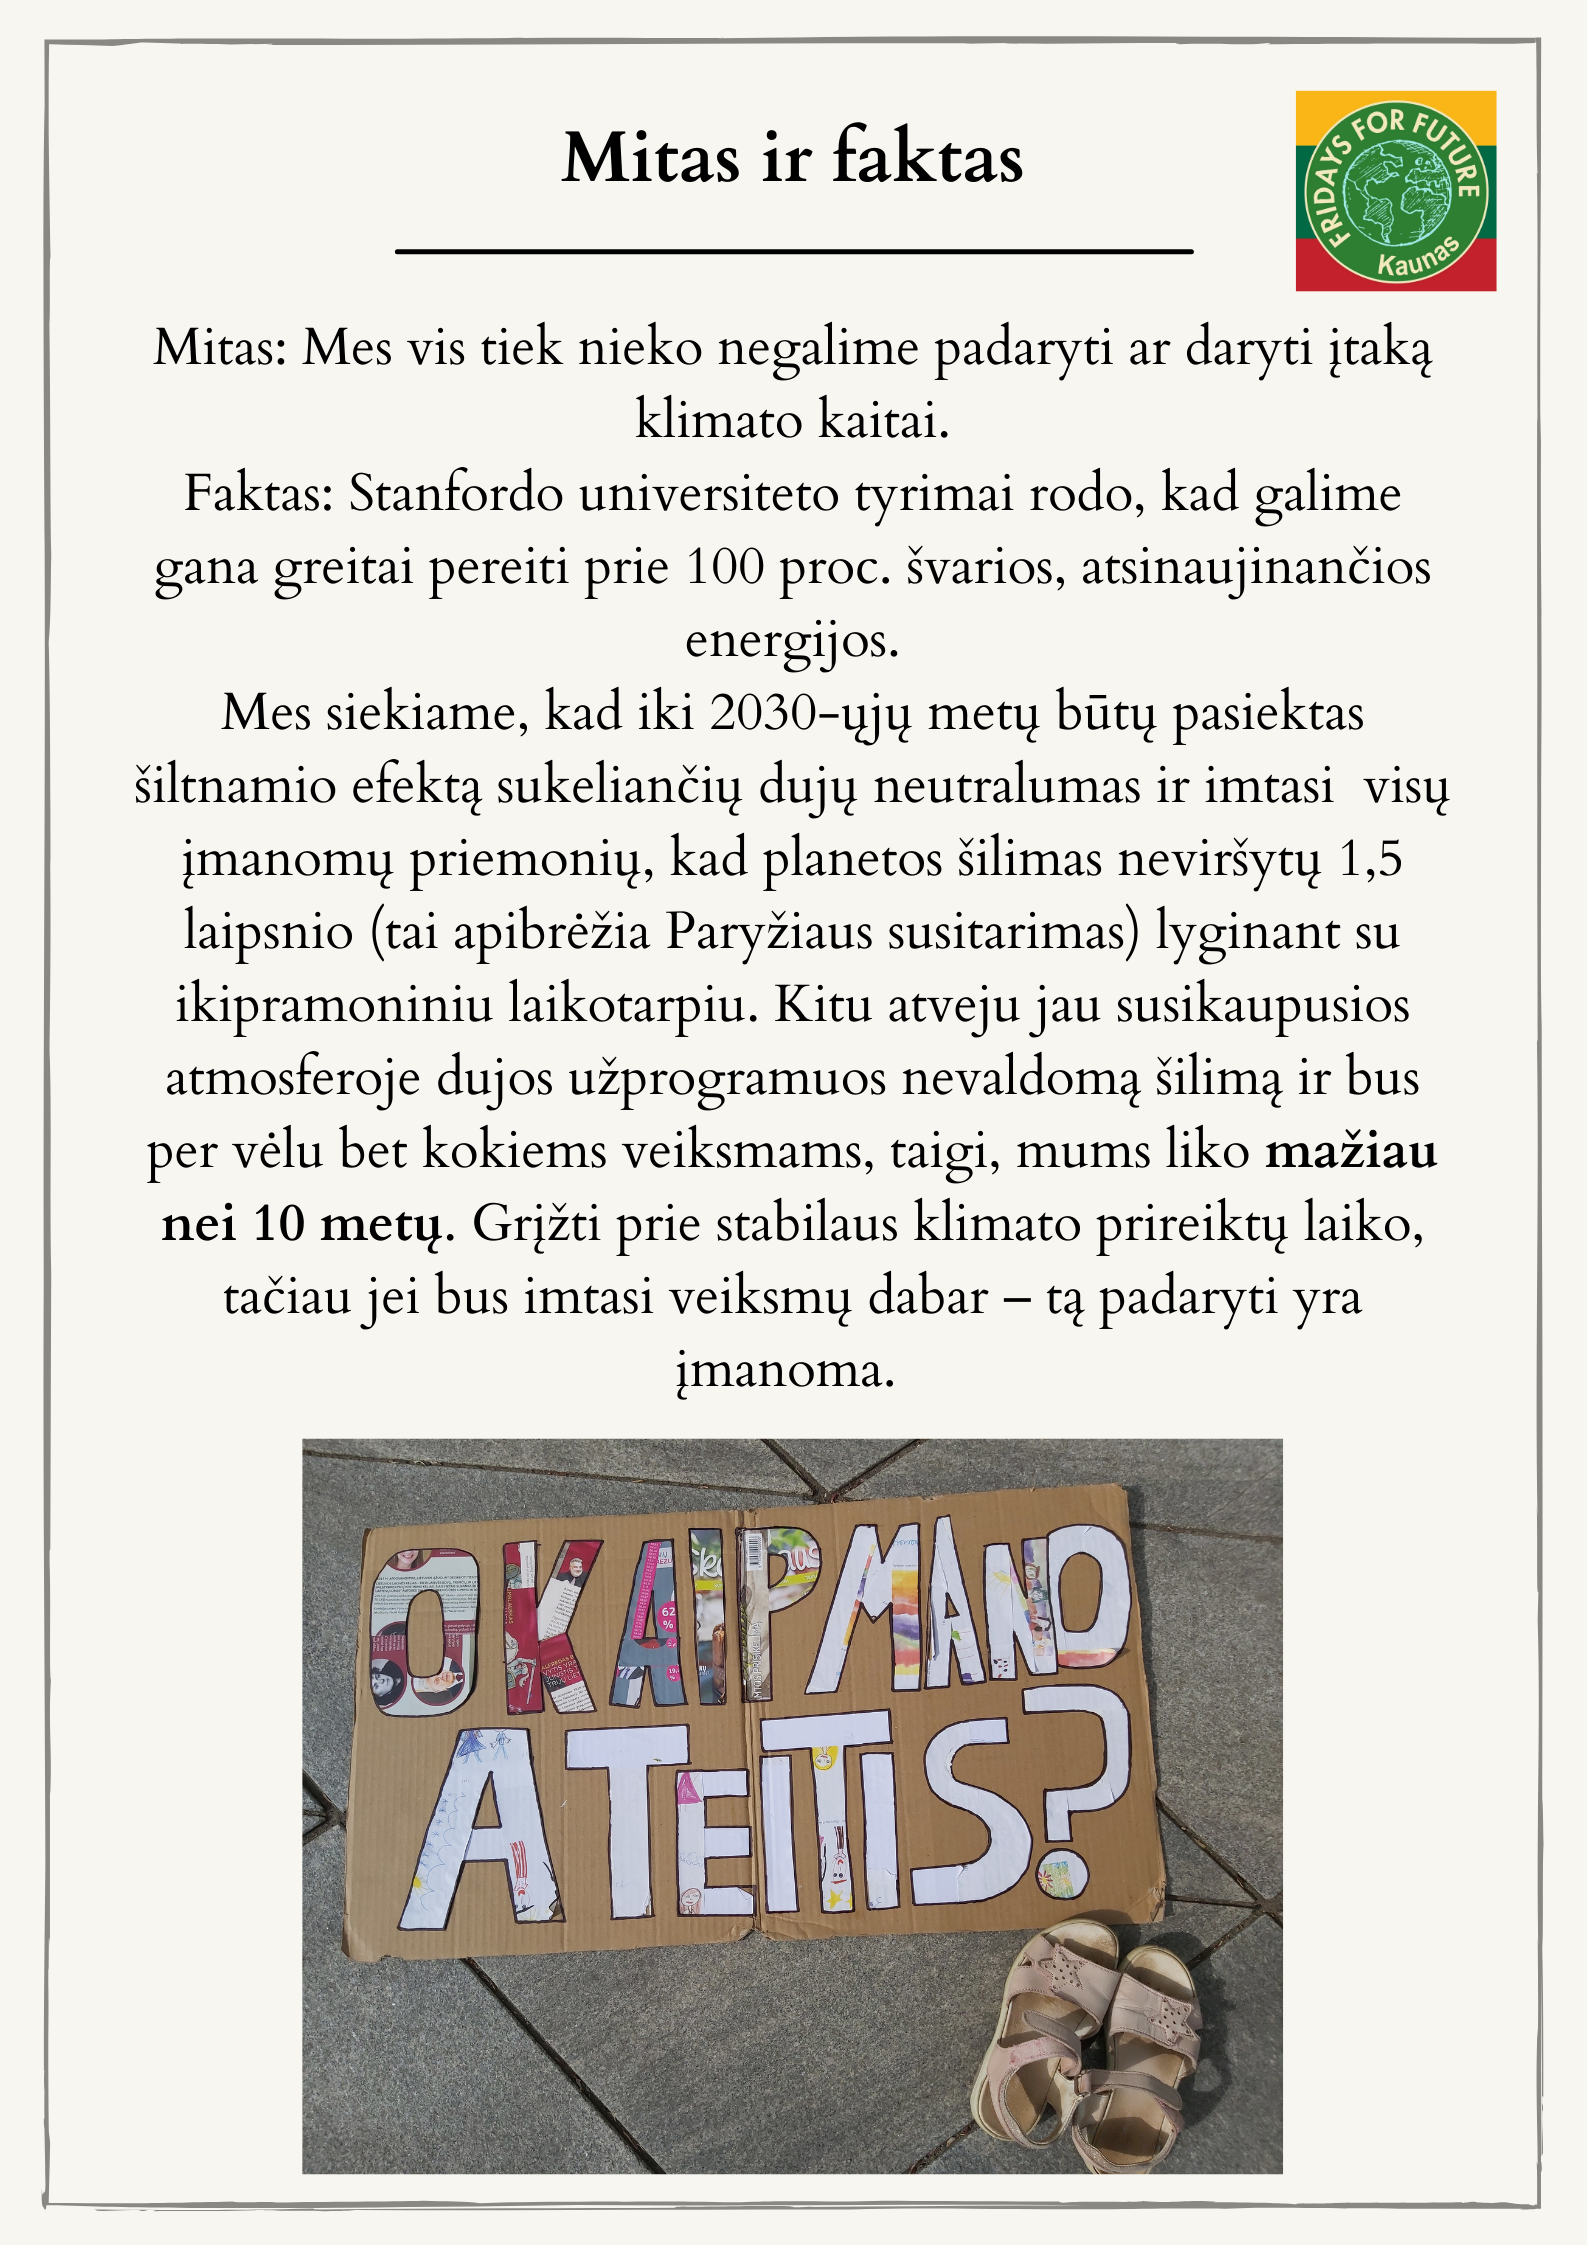 Mitas ir faktas
FRIDAYS FOR FUTURE
Kaunas
Mitas: Mes vis tiek nieko negalime padaryti ar daryti įtaką
klimato kaitai.
Faktas: Stanfordo universiteto tyrimai rodo, kad galime
gana greitai pereiti prie 100 proc. švarios, atsinaujinančios
energijos.
Mes siekiame, kad iki 2030-ųjų metų būtų pasiektas
šiltnamio efektą sukeliančių dujų neutralumas ir imtasi  visų
įmanomų priemonių, kad planetos šilimas neviršytų 1,5
laipsnio (tai apibrėžia Paryžiaus susitarimas) lyginant su
ikipramoniniu laikotarpiu. Kitu atveju jau susikaupusios
atmosferoje dujos užprogramuos nevaldomą šilimą ir bus
per vėlu bet kokiems veiksmams, taigi, mums liko mažiau
nei 10 metų. Grįžti prie stabilaus klimato prireiktų laiko,
tačiau jei bus imtasi veiksmų dabar – tą padaryti yra
įmanoma.
O KAIP MANO
ATEITIS?
62
%